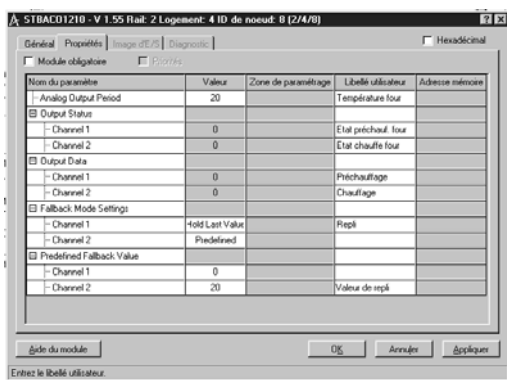 STBACO1210 - V 1.55 Rail: 2 Logement: 4 ID de noeud: 8 (2/4/8)
Général Propriétés Image d'E/S Diagnostic Hexadécimal
Module obligatoire Priorités
Nom du paramètre Valeur Zone de paramétrage Libellé utilisateur Adresse mémoire
Analog Output Period 20 Température four
Output Status
Channel 1 0 Etat préchauf. four
Channel 2 0 Etat chauffe four
Output Data
Channel 1 0 Préchauffage
Channel 2 0 Chauffage
Fallback Mode Settings
Channel 1 Hold Last Value Repli
Channel 2 Predefined
Predefined Fallback Value
Channel 1 0
Channel 2 20 Valeur de repli
Aide du module OK Annuler Appliquer
Entrez le libellé utilisateur.